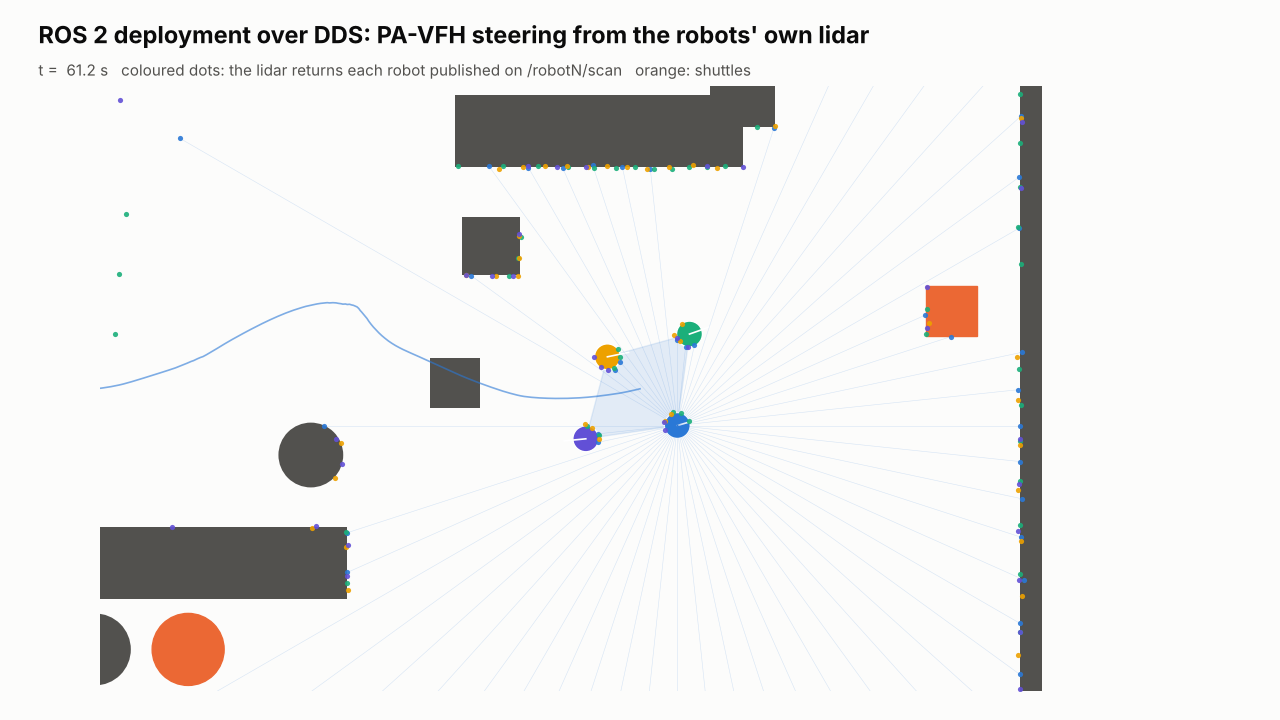 ROS 2 deployment over DDS: PA-VFH steering from the robots' own lidar
t = 61.2 s coloured dots: the lidar returns each robot published on /robotN/scan orange: shuttles